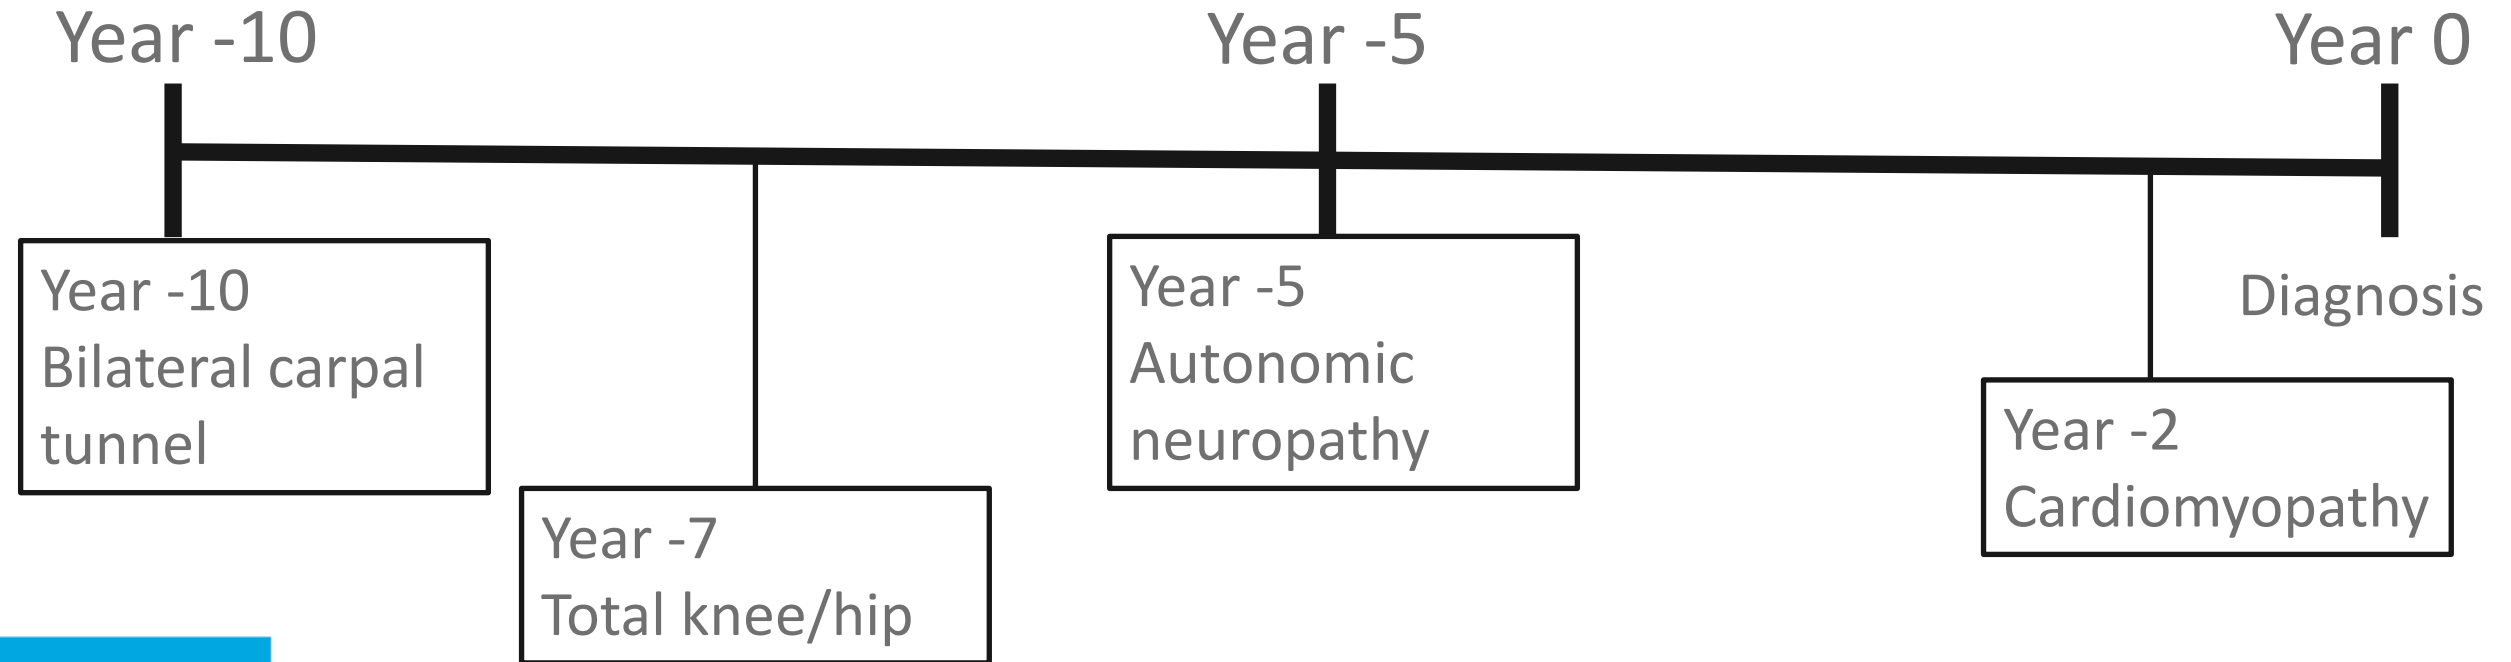 Year -10
Year -5
Year 0
Year -10
Bilateral carpal
tunnel
Year -7
Total knee/hip
Year -5
Autonomic
neuropathy
Diagnosis
Year -2
Cardiomyopathy